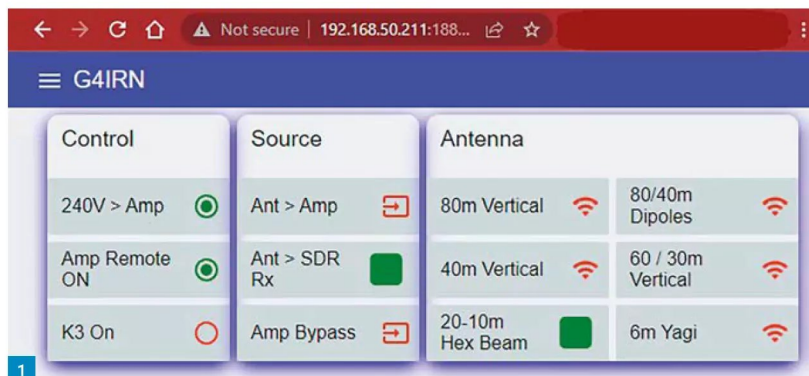 Not secure | 192.168.50.211:188...
G4IRN
Control
240V > Amp
Amp Remote
ON
K3 On
Source
Ant > Amp
Ant > SDR
Rx
Amp Bypass
Antenna
80m Vertical
80/40m
Dipoles
40m Vertical
60 / 30m
Vertical
20-10m
Hex Beam
6m Yagi
1